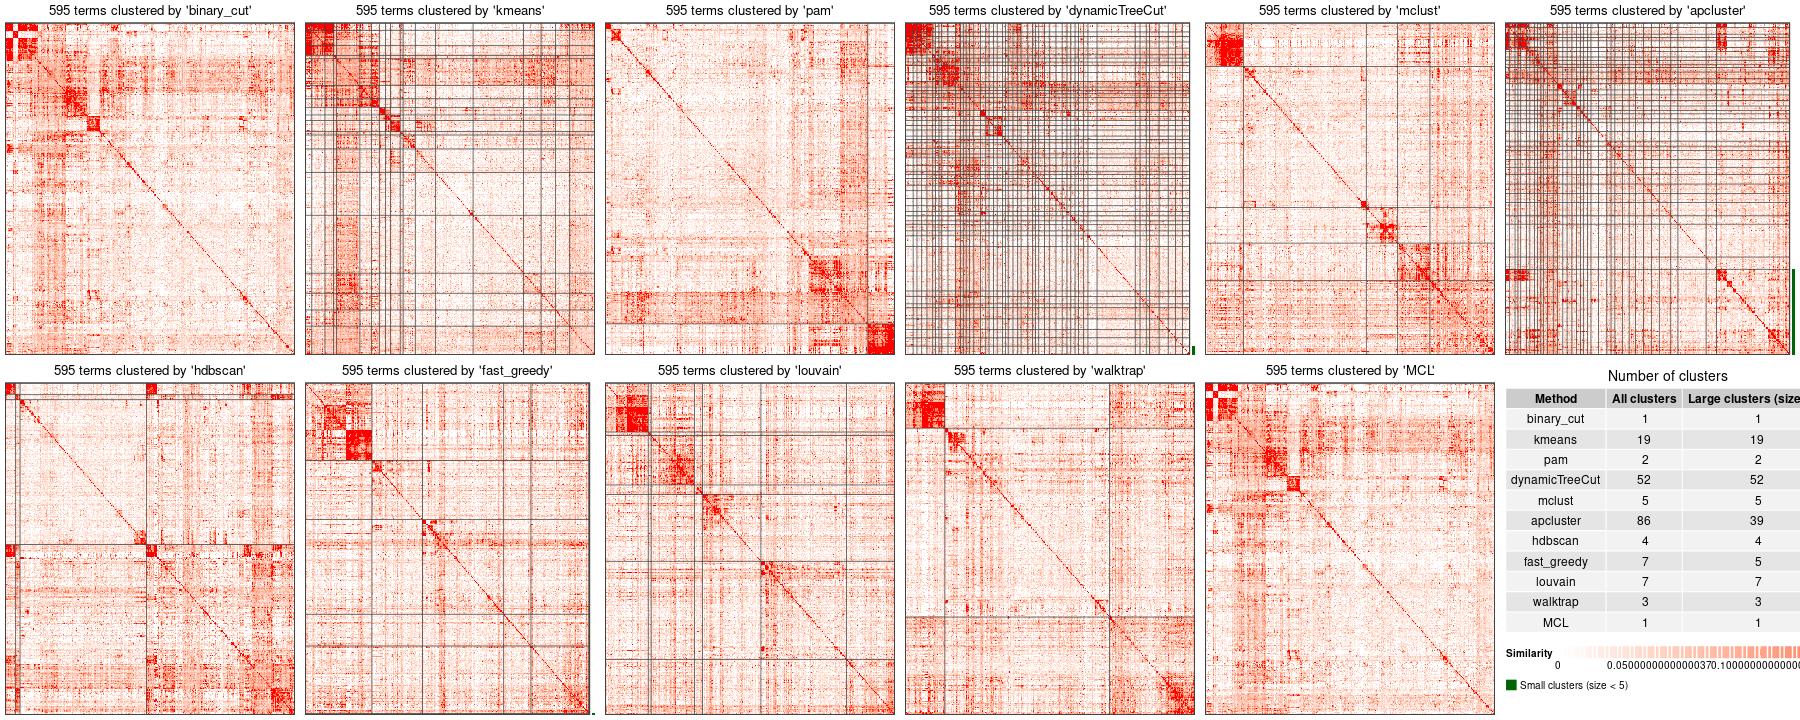 595 terms clustered by 'binary_cut'
595 terms clustered by 'kmeans'
595 terms clustered by 'pam'
595 terms clustered by 'dynamicTreeCut'
595 terms clustered by 'mclust'
595 terms clustered by 'apcluster'
595 terms clustered by 'hdbscan'
595 terms clustered by 'fast_greedy'
595 terms clustered by 'louvain'
595 terms clustered by 'walktrap'
595 terms clustered by 'MCL'
Number of clusters
Method All clusters Large clusters (size
binary_cut 1 1
kmeans 19 19
pam 2 2
dynamicTreeCut 52 52
mclust 5 5
apcluster 86 39
hdbscan 4 4
fast_greedy 7 5
louvain 7 7
walktrap 3 3
MCL 1 1
Similarity
0
Small clusters (size < 5)